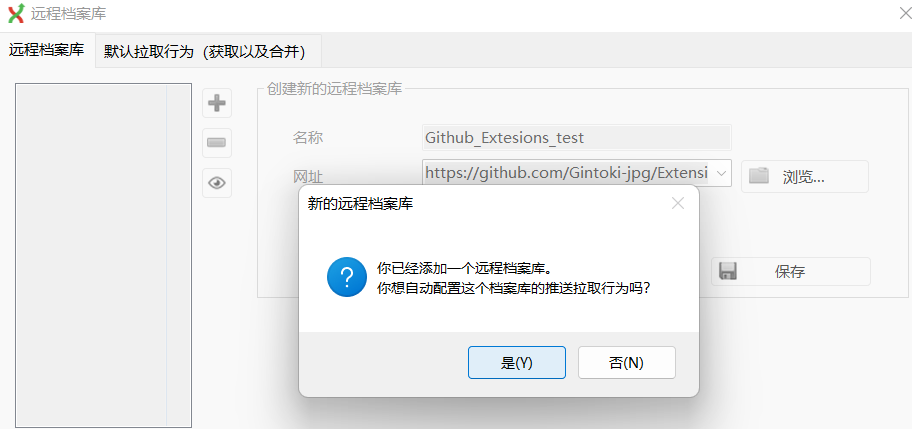 远程档案库
远程档案库 默认拉取行为（获取以及合并）
创建新的远程档案库
名称 Github_Extesions_test
网址 https://github.com/Gintoki-jpg/Extensi 浏览...
新的远程档案库
你已经添加一个远程档案库。
你想自动配置这个档案库的推送拉取行为吗?
保存
是(Y) 否(N)